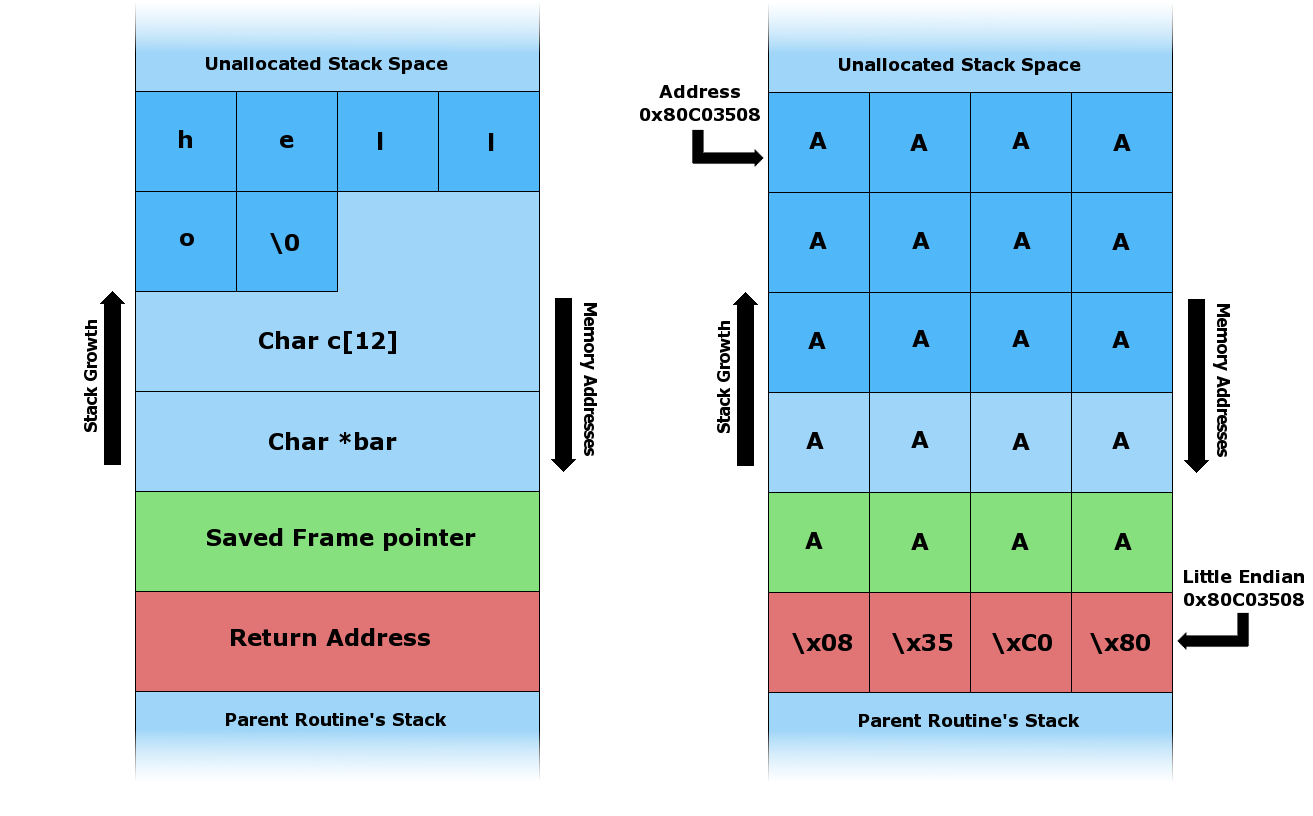 Unallocated Stack Space
h e l l
o \0
Char c[12]
Char *bar
Saved Frame pointer
Return Address
Parent Routine's Stack
Stack Growth
Memory Addresses
Unallocated Stack Space
Address
0x80C03508
A A A A
A A A A
A A A A
A A A A
A A A A
\x08 \x35 \xC0 \x80
Parent Routine's Stack
Stack Growth
Memory Addresses
Little Endian
0x80C03508